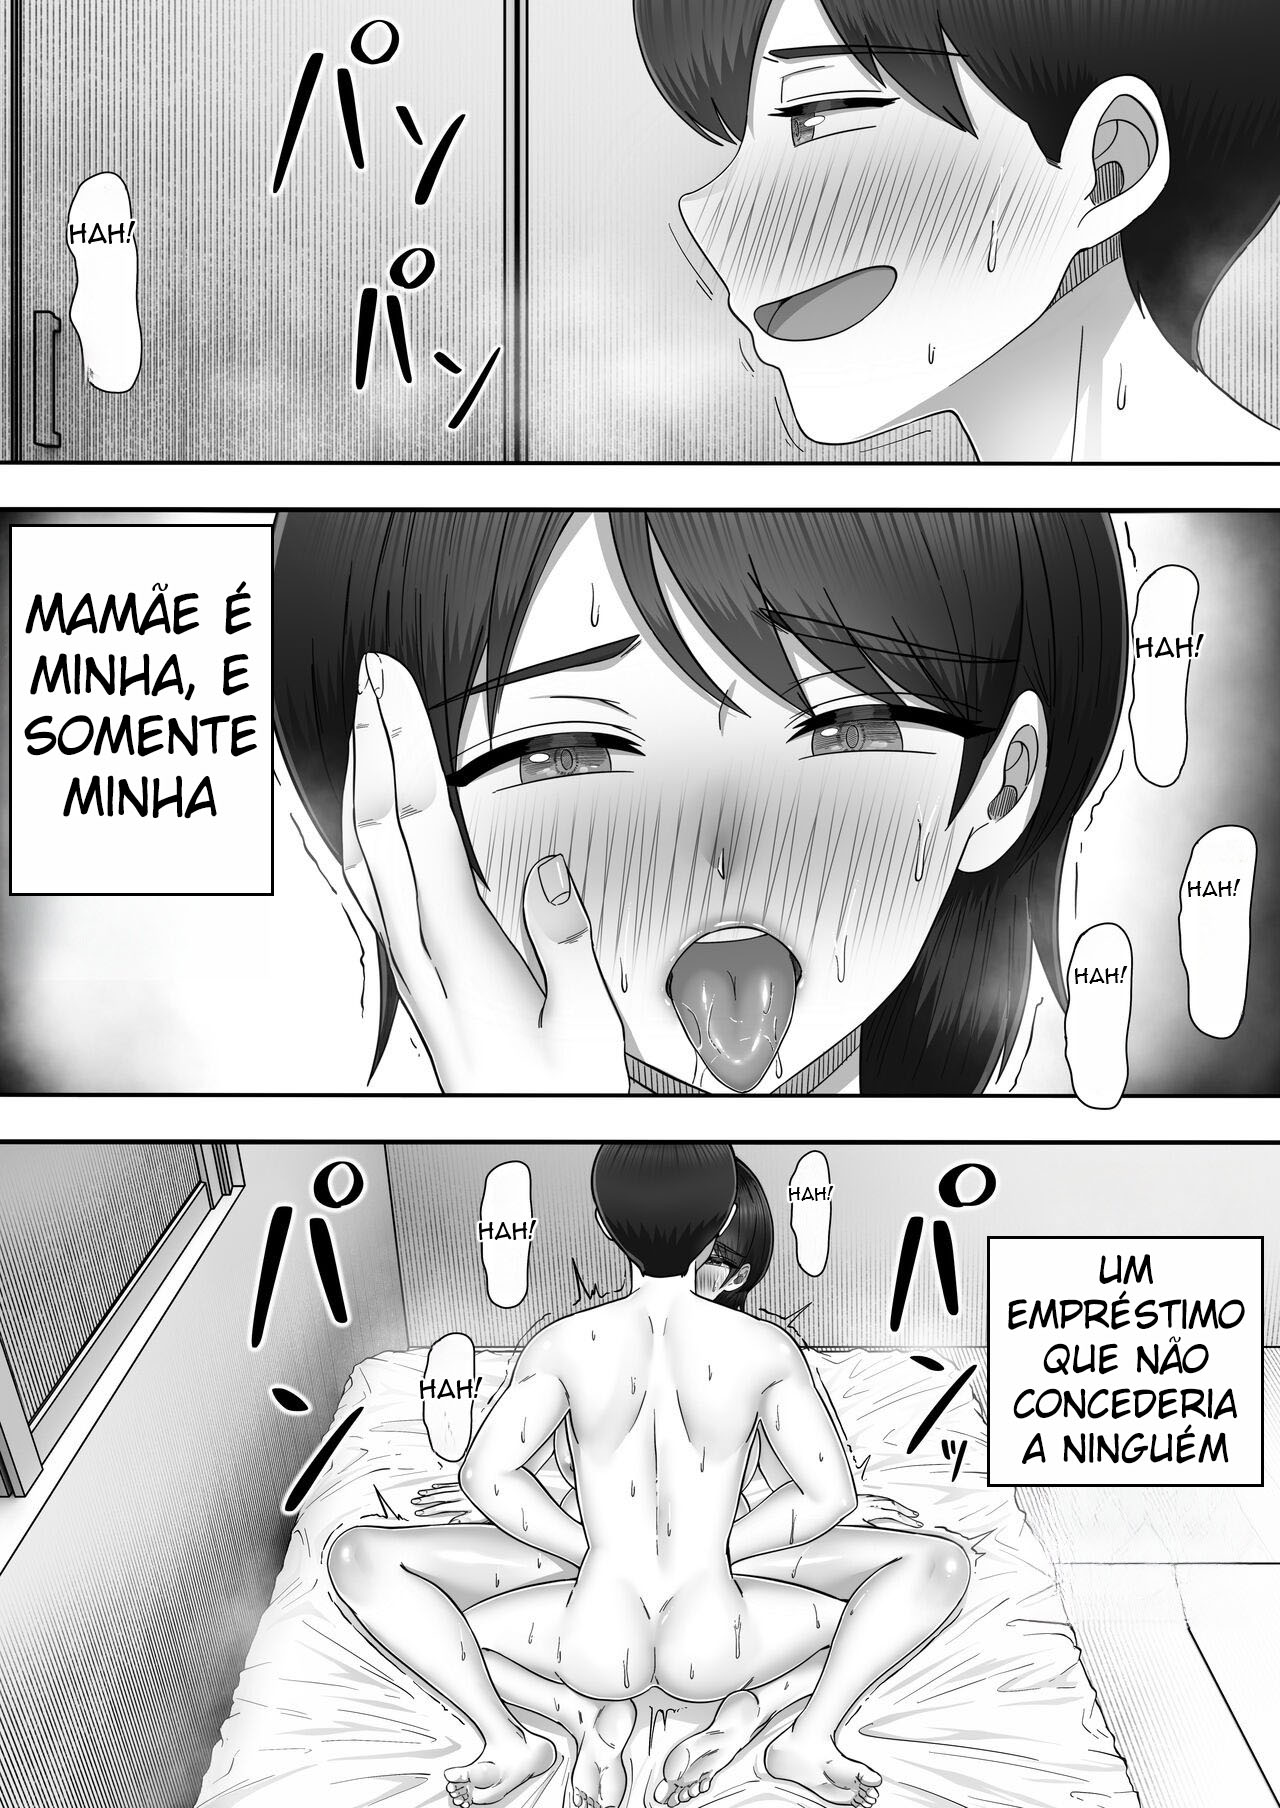 パン
HAH!
パン
MAMÃE É
MINHA, E
SOMENTE
MINHA
HAH!
HAH!
HAH!
パン
HAH!
HAH!
HAH!
パンッ
UM
EMPRÉSTIMO
QUE NÃO
CONCEDERIA
A NINGUÉM